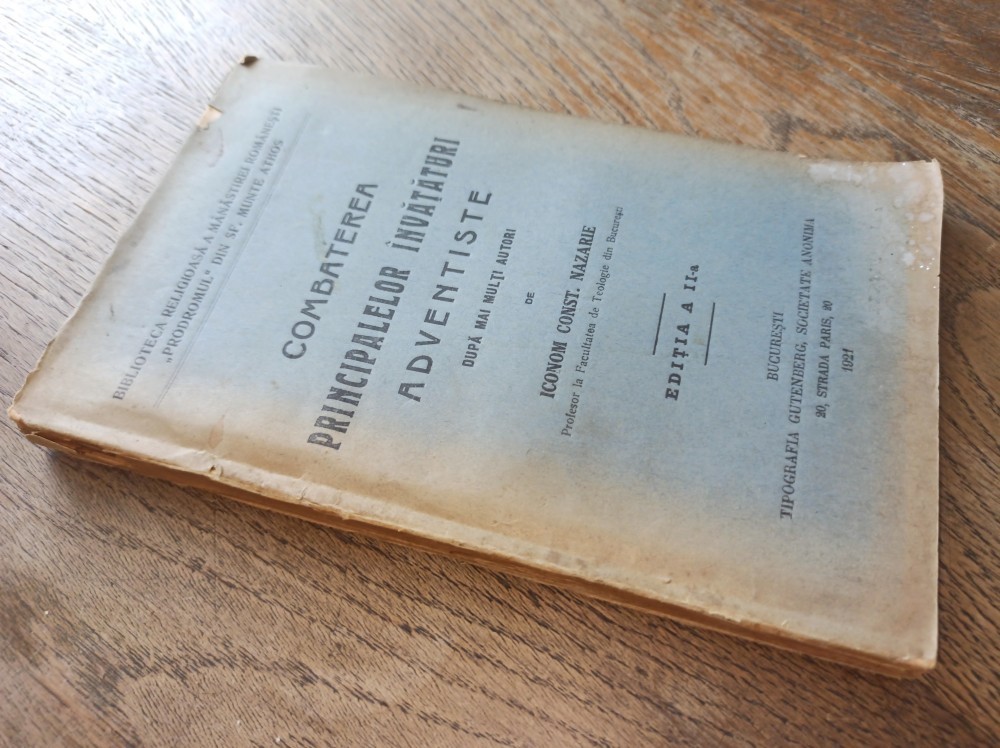 BIBLIOTECA RELIGIOASĂ A MĂNĂSTIREI ROMÂNEȘTI
„PRODROMUL" DIN SF. MUNTE ATHOS
COMBATEREA
PRINCIPALELOR ÎNVĂȚĂTURI
ADVENTISTE
DUPĂ MAI MULȚI AUTORI
DE
ICONOM CONST. NAZARIE
Profesor la Facultatea de Teologie din București
EDIȚIA A II-a
BUCUREȘTI
TIPOGRAFIA GUTENBERG, SOCIETATE ANONIMA
20, STRADA PARIS, 20
1921